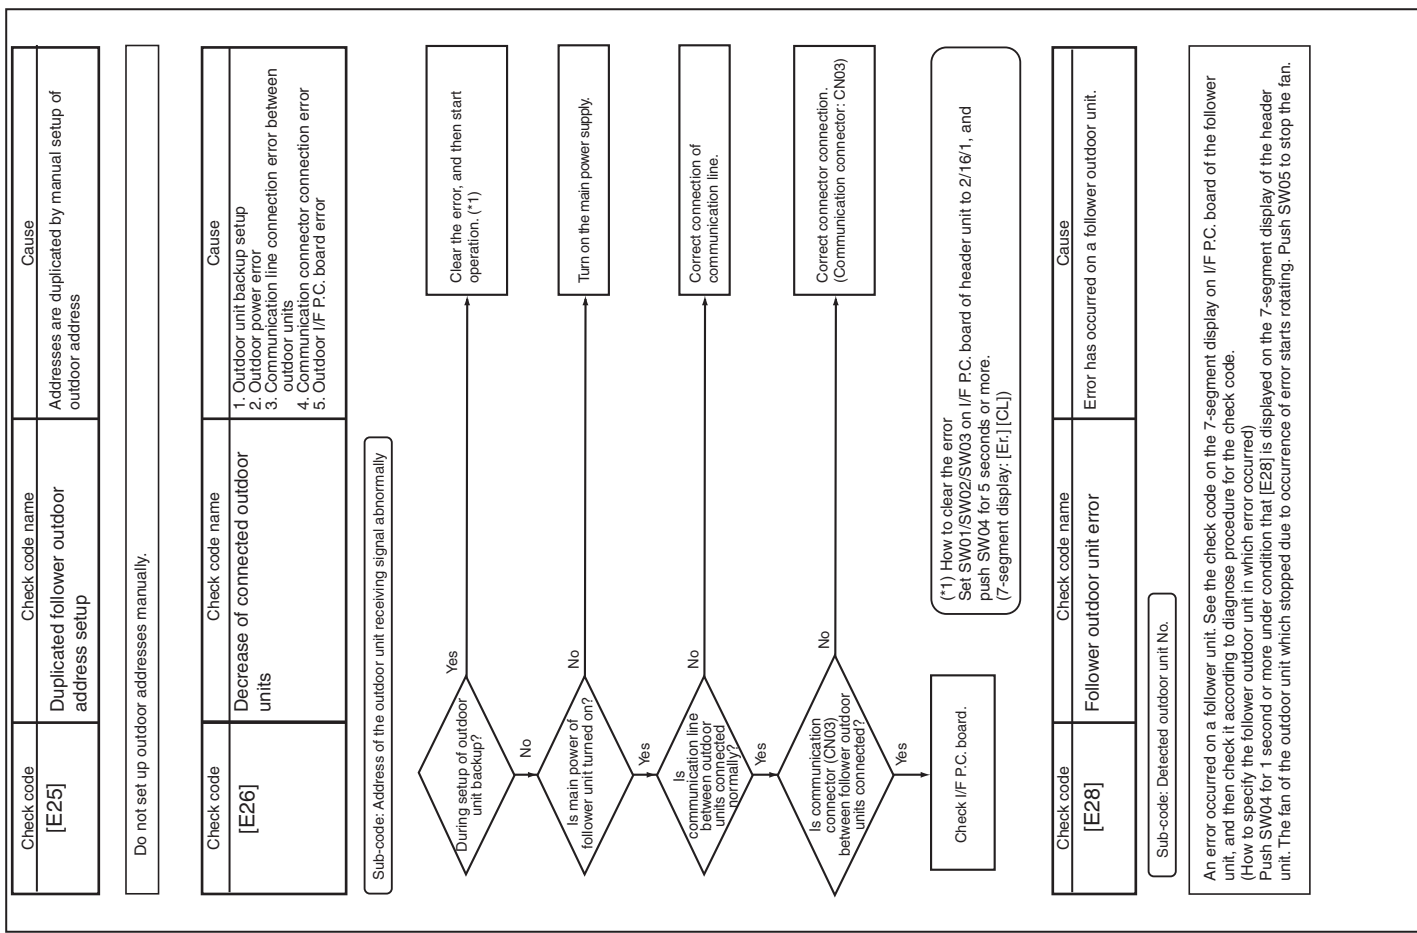 Check code
Check code name
Cause
[E25]
Duplicated follower outdoor
address setup
Addresses are duplicated by manual setup of
outdoor address
Do not set up outdoor addresses manually.
Check code
Check code name
Cause
[E26]
Decrease of connected outdoor
units
1. Outdoor unit backup setup
2. Outdoor power error
3. Communication line connection error between
outdoor units
4. Communication connector connection error
5. Outdoor I/F P.C. board error
Sub-code: Address of the outdoor unit receiving signal abnormally
During setup of outdoor
unit backup?
Yes
Clear the error, and then start
operation. (*1)
No
Is main power of
follower unit turned on?
No
Turn on the main power supply.
Yes
Is
communication line
between outdoor
units connected
normally?
No
Correct connection of
communication line.
Yes
Is communication
connector (CN03)
between follower outdoor
units connected?
No
Correct connector connection.
(Communication connector: CN03)
Yes
Check I/F P.C. board.
(*1) How to clear the error
Set SW01/SW02/SW03 on I/F P.C. board of header unit to 2/16/1, and
push SW04 for 5 seconds or more.
(7-segment display: [Er.] [CL])
Check code
Check code name
Cause
[E28]
Follower outdoor unit error
Error has occurred on a follower outdoor unit.
Sub-code: Detected outdoor unit No.
An error occurred on a follower unit. See the check code on the 7-segment display on I/F P.C. board of the follower
unit, and then check it according to diagnose procedure for the check code.
(How to specify the follower outdoor unit in which error occurred)
Push SW04 for 1 second or more under condition that [E28] is displayed on the 7-segment display of the header
unit. The fan of the outdoor unit which stopped due to occurrence of error starts rotating. Push SW05 to stop the fan.